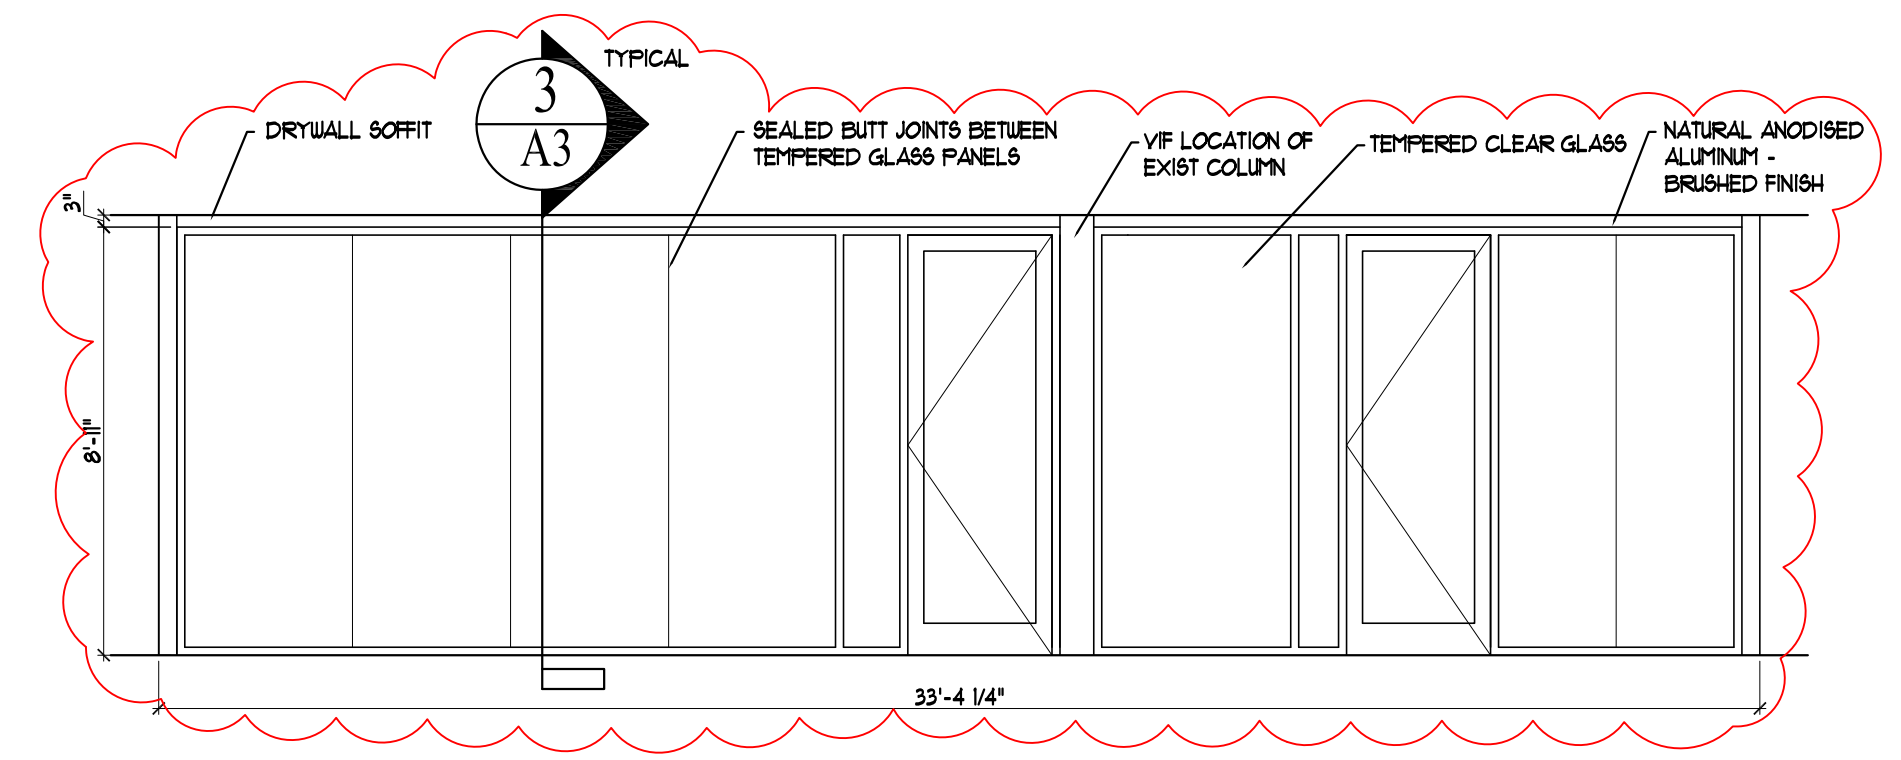 TYPICAL
3
A3
DRYWALL SOFFIT
SEALED BUTT JOINTS BETWEEN
TEMPERED GLASS PANELS
VIF LOCATION OF
EXIST COLUMN
TEMPERED CLEAR GLASS
NATURAL ANODISED
ALUMINUM -
BRUSHED FINISH
3"
8'-11"
33'-4 1/4"